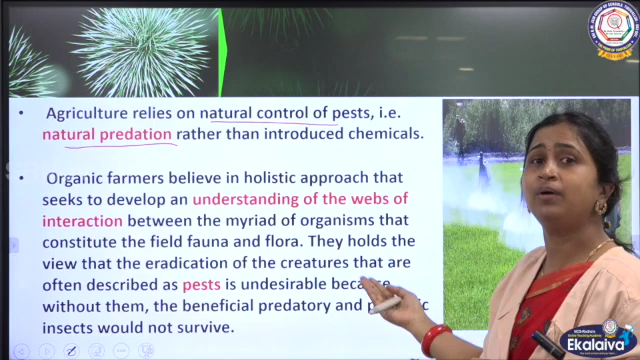 • Agriculture relies on natural control of pests, i.e.
natural predation rather than introduced chemicals.
• Organic farmers believe in holistic approach that
seeks to develop an understanding of the webs of
interaction between the myriad of organisms that
constitute the field fauna and flora. They holds the
view that the eradication of the creatures that are
often described as pests is undesirable
without them, the beneficial predatory and
insects would not survive.
Ekalaiva